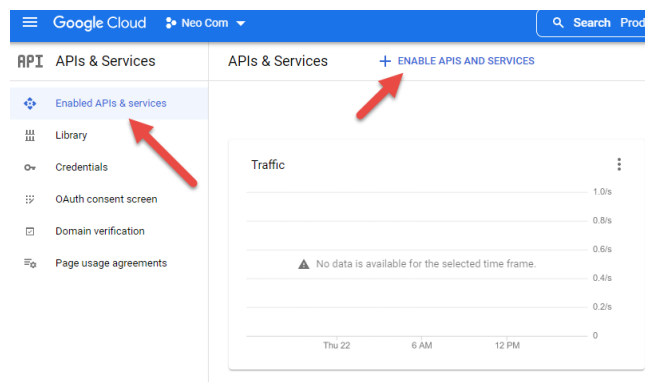 Google Cloud Neo Com Search Prod
API APIs & Services
APIs & Services + ENABLE APIS AND SERVICES
Enabled APIs & services
Library
Credentials
OAuth consent screen
Domain verification
Page usage agreements
Traffic
1.0/s
0.8/s
0.6/s
No data is available for the selected time frame.
0.4/s
0.2/s
0
Thu 22 6 AM 12 PM